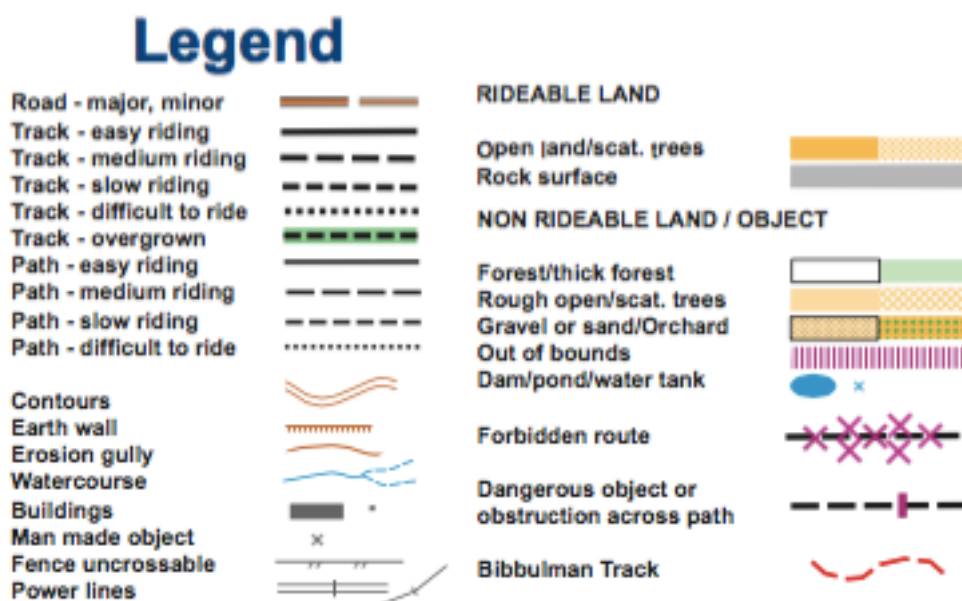 Legend
Road - major, minor
Track - easy riding
Track - medium riding
Track - slow riding
Track - difficult to ride
Track - overgrown
Path - easy riding
Path - medium riding
Path - slow riding
Path - difficult to ride
Contours
Earth wall
Erosion gully
Watercourse
Buildings
Man made object
Fence uncrossable
Power lines
RIDEABLE LAND
Open land/scat. trees
Rock surface
NON RIDEABLE LAND / OBJECT
Forest/thick forest
Rough open/scat. trees
Gravel or sand/Orchard
Out of bounds
Dam/pond/water tank
Forbidden route
Dangerous object or
obstruction across path
Bibbulman Track